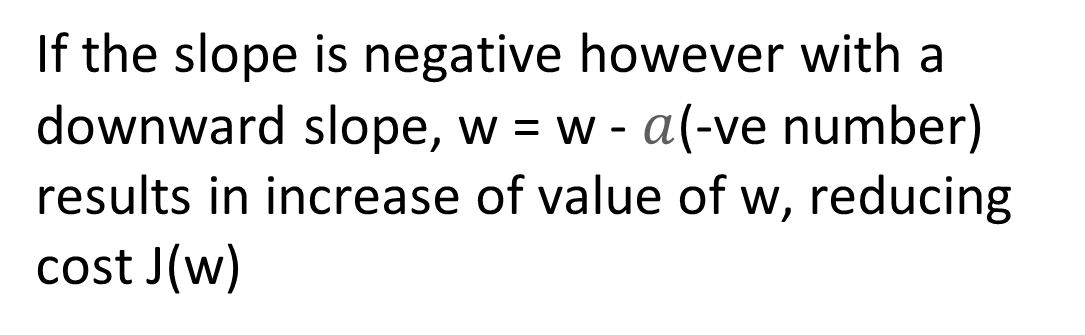 If the slope is negative however with a
downward slope, w = w - 𝑎(-ve number)
results in increase of value of w, reducing
cost J(w)